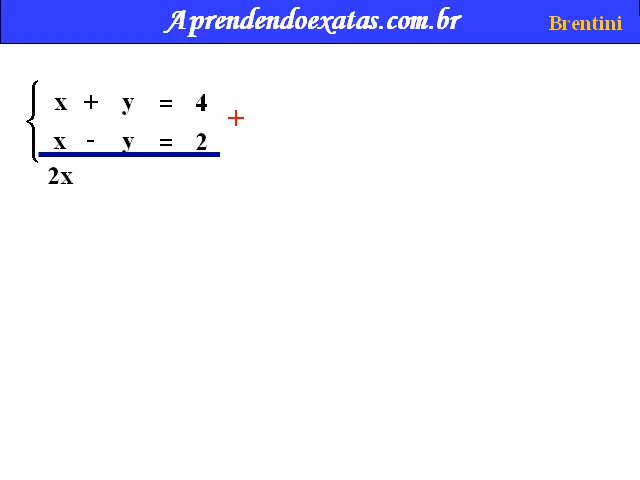 Aprendendoexatas.com.br
Brentini
x + y = 4
+
x - y = 2
2x